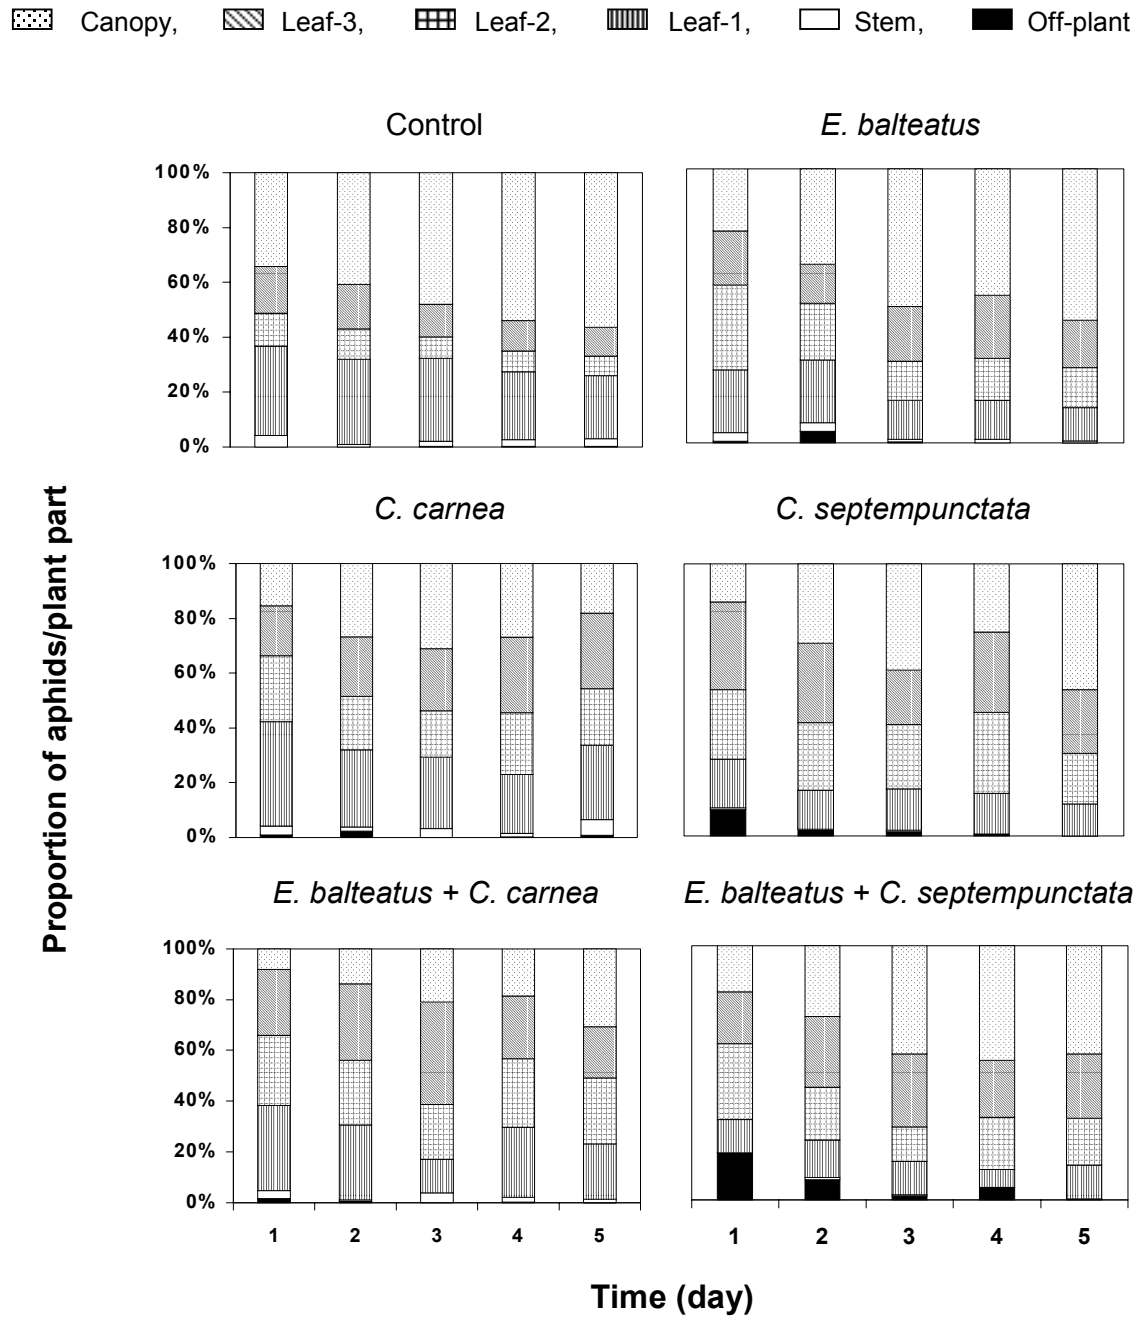 Canopy, Leaf-3, Leaf-2, Leaf-1, Stem, Off-plant
Control
E. balteatus
100%
80%
60%
40%
20%
0%
Proportion of aphids/plant part
C. carnea
C. septempunctata
100%
80%
60%
40%
20%
0%
E. balteatus + C. carnea
E. balteatus + C. septempunctata
100%
80%
60%
40%
20%
0%
1 2 3 4 5
1 2 3 4 5
Time (day)